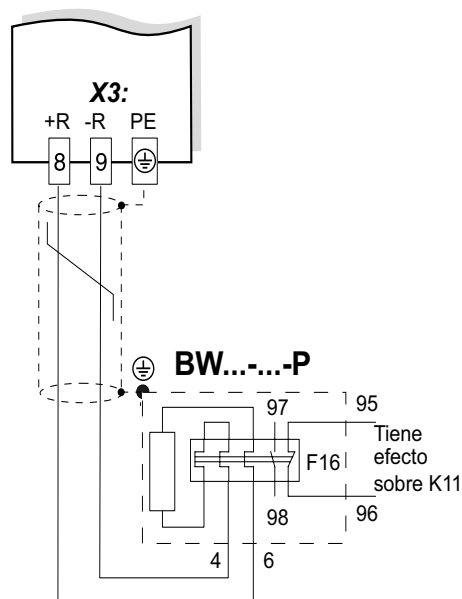 X3:
+R -R PE
8 9
BW...-...-P
97 95
Tiene
efecto
sobre K11
F16
98 96
4 6